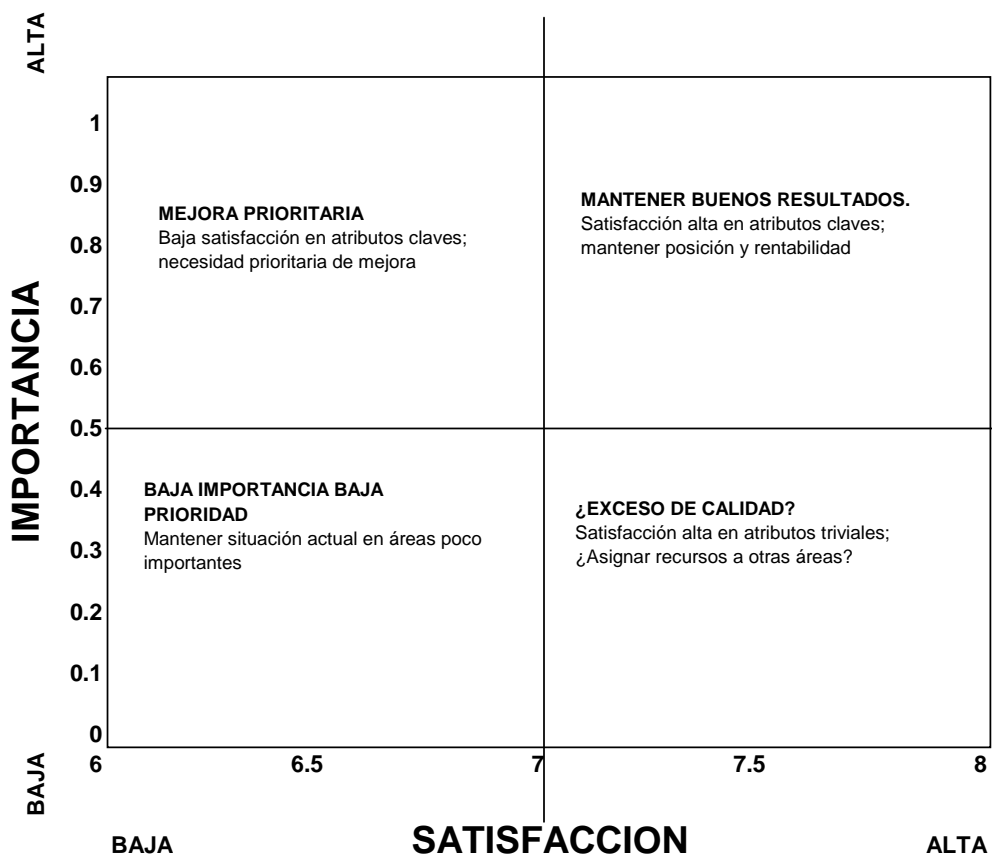 ALTA
IMPORTANCIA
BAJA
1
0.9
0.8
0.7
0.6
0.5
0.4
0.3
0.2
0.1
0
MEJORA PRIORITARIA
Baja satisfacción en atributos claves;
necesidad prioritaria de mejora
MANTENER BUENOS RESULTADOS.
Satisfacción alta en atributos claves;
mantener posición y rentabilidad
BAJA IMPORTANCIA BAJA
PRIORIDAD
Mantener situación actual en áreas poco
importantes
¿EXCESO DE CALIDAD?
Satisfacción alta en atributos triviales;
¿Asignar recursos a otras áreas?
6 6.5 7 7.5 8
BAJA SATISFACCION ALTA